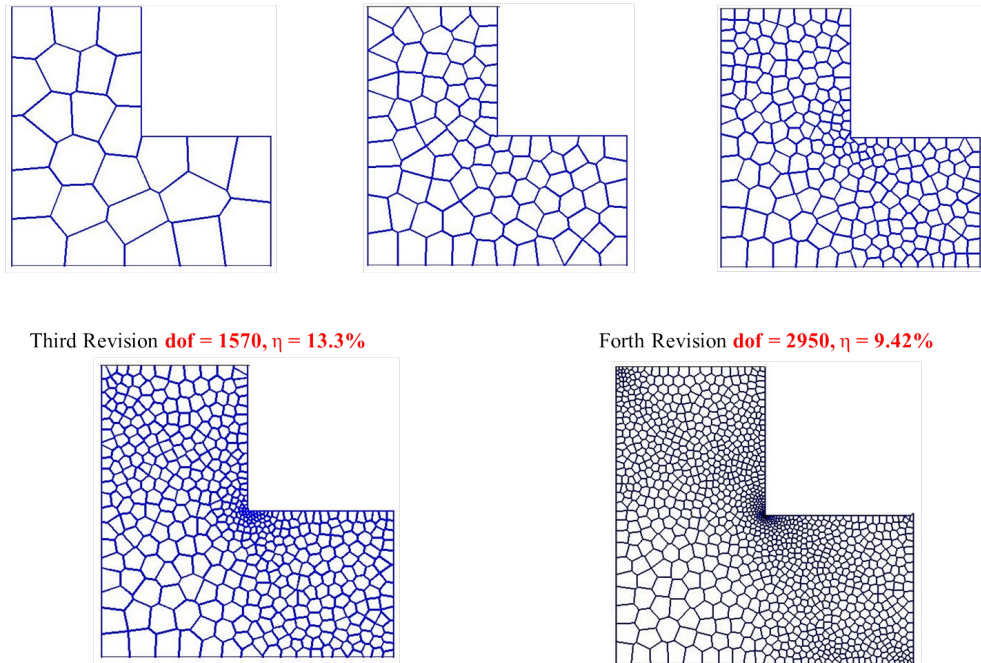 Third Revision dof = 1570, η = 13.3%
Forth Revision dof = 2950, η = 9.42%